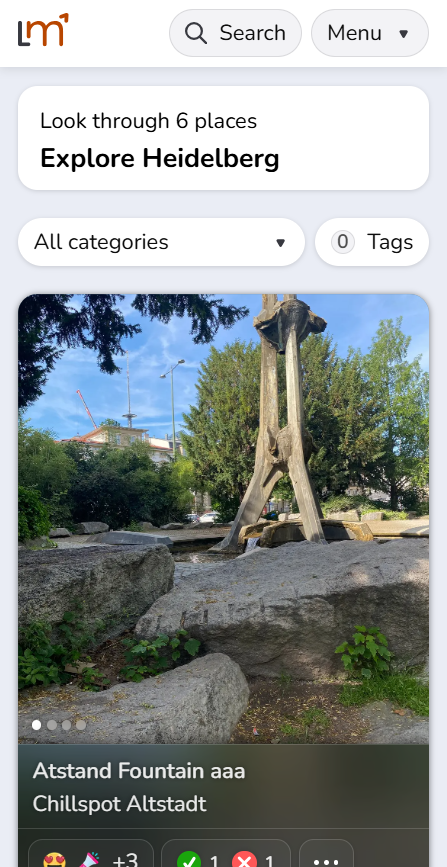 Lm
Search
Menu
Look through 6 places
Explore Heidelberg
All categories
0 Tags
Atstand Fountain aaa
Chillspot Altstadt
+3 1 1